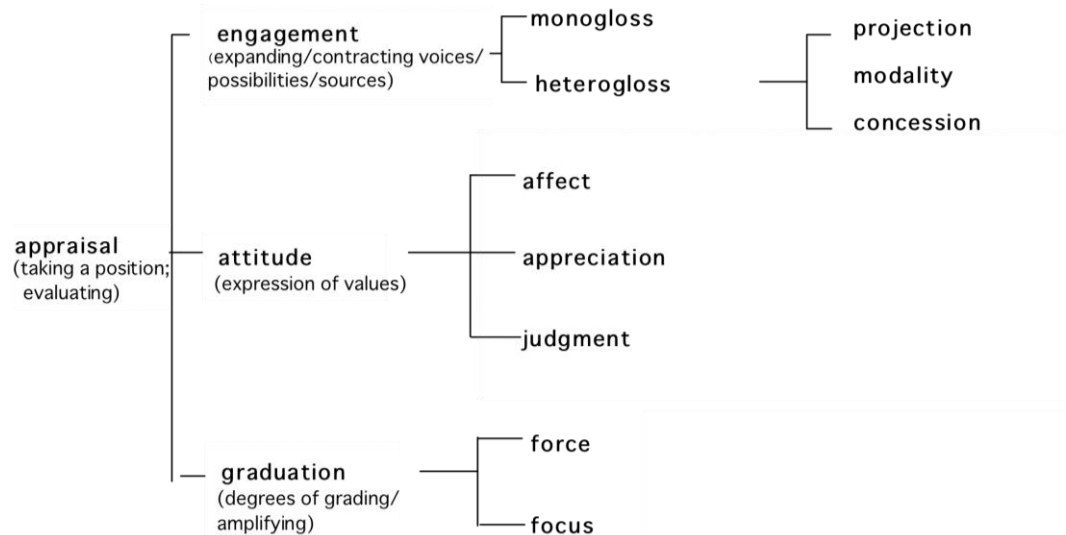 engagement
(expanding/contracting voices/
possibilities/sources)
monogloss
heterogloss
projection
modality
concession
appraisal
(taking a position;
evaluating)
attitude
(expression of values)
affect
appreciation
judgment
graduation
(degrees of grading/
amplifying)
force
focus